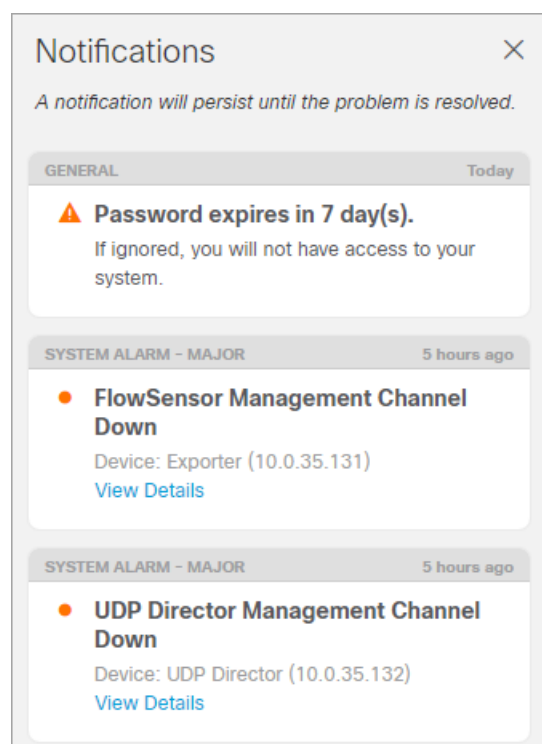 Notifications
A notification will persist until the problem is resolved.
GENERAL Today
Password expires in 7 day(s).
If ignored, you will not have access to your
system.
SYSTEM ALARM - MAJOR 5 hours ago
FlowSensor Management Channel
Down
Device: Exporter (10.0.35.131)
View Details
SYSTEM ALARM - MAJOR 5 hours ago
UDP Director Management Channel
Down
Device: UDP Director (10.0.35.132)
View Details